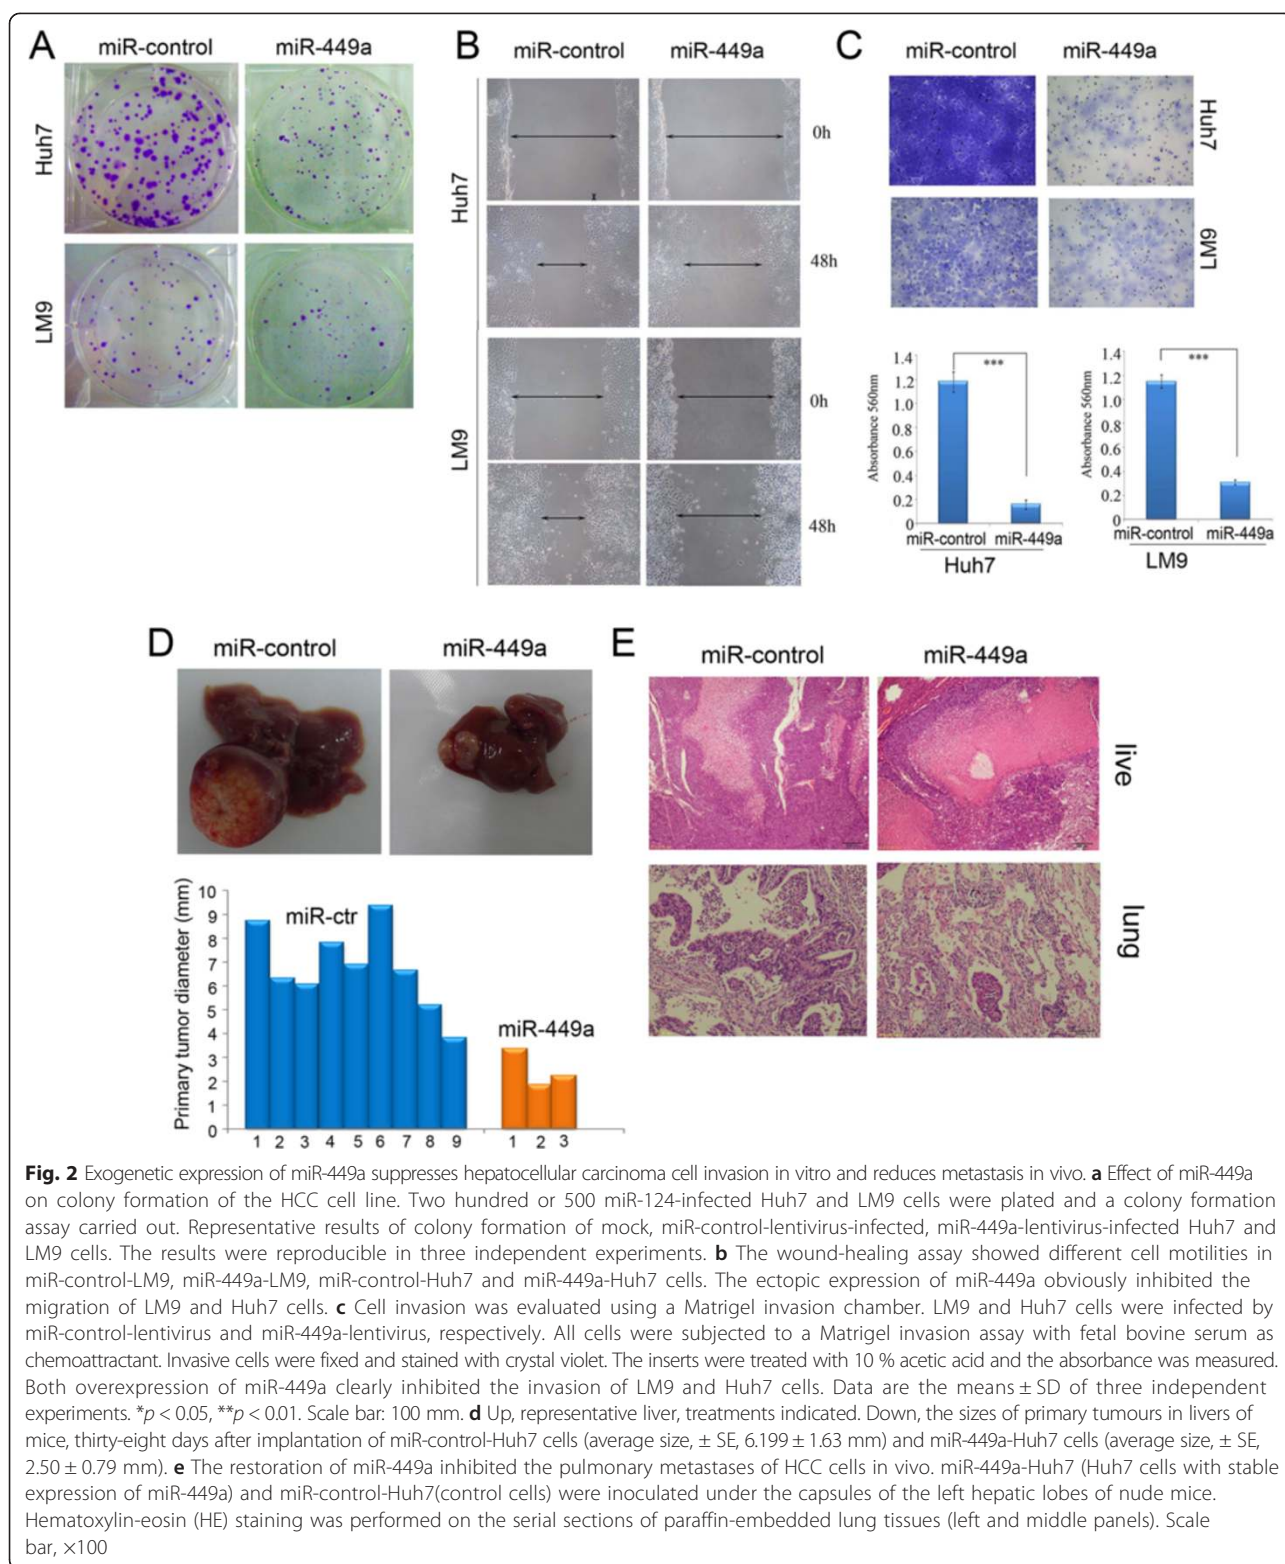 A
miR-control
miR-449a
Huh7
LM9
B
miR-control
miR-449a
Huh7
0h
48h
LM9
0h
48h
C
miR-control
miR-449a
Huh7
LM9
Absorbance 560nm
1.4
1.2
1.0
0.8
0.6
0.4
0.2
0
***
miR-control
miR-449a
Huh7
Absorbance 560nm
1.4
1.2
1.0
0.8
0.6
0.4
0.2
0
***
miR-control
miR-449a
LM9
D
miR-control
miR-449a
Primary tumor diameter (mm)
10
9
8
7
6
5
4
3
2
1
0
miR-ctr
miR-449a
1 2 3 4 5 6 7 8 9
1 2 3
E
miR-control
miR-449a
live
lung
Fig. 2 Exogenetic expression of miR-449a suppresses hepatocellular carcinoma cell invasion in vitro and reduces metastasis in vivo. a Effect of miR-449a
on colony formation of the HCC cell line. Two hundred or 500 miR-124-infected Huh7 and LM9 cells were plated and a colony formation
assay carried out. Representative results of colony formation of mock, miR-control-lentivirus-infected, miR-449a-lentivirus-infected Huh7 and
LM9 cells. The results were reproducible in three independent experiments. b The wound-healing assay showed different cell motilities in
miR-control-LM9, miR-449a-LM9, miR-control-Huh7 and miR-449a-Huh7 cells. The ectopic expression of miR-449a obviously inhibited the
migration of LM9 and Huh7 cells. c Cell invasion was evaluated using a Matrigel invasion chamber. LM9 and Huh7 cells were infected by
miR-control-lentivirus and miR-449a-lentivirus, respectively. All cells were subjected to a Matrigel invasion assay with fetal bovine serum as
chemoattractant. Invasive cells were fixed and stained with crystal violet. The inserts were treated with 10 % acetic acid and the absorbance was measured.
Both overexpression of miR-449a clearly inhibited the invasion of LM9 and Huh7 cells. Data are the means ± SD of three independent
experiments. *p < 0.05, **p < 0.01. Scale bar: 100 mm. d Up, representative liver, treatments indicated. Down, the sizes of primary tumours in livers of
mice, thirty-eight days after implantation of miR-control-Huh7 cells (average size, ± SE, 6.199 ± 1.63 mm) and miR-449a-Huh7 cells (average size, ± SE,
2.50 ± 0.79 mm). e The restoration of miR-449a inhibited the pulmonary metastases of HCC cells in vivo. miR-449a-Huh7 (Huh7 cells with stable
expression of miR-449a) and miR-control-Huh7(control cells) were inoculated under the capsules of the left hepatic lobes of nude mice.
Hematoxylin-eosin (HE) staining was performed on the serial sections of paraffin-embedded lung tissues (left and middle panels). Scale
bar, ×100